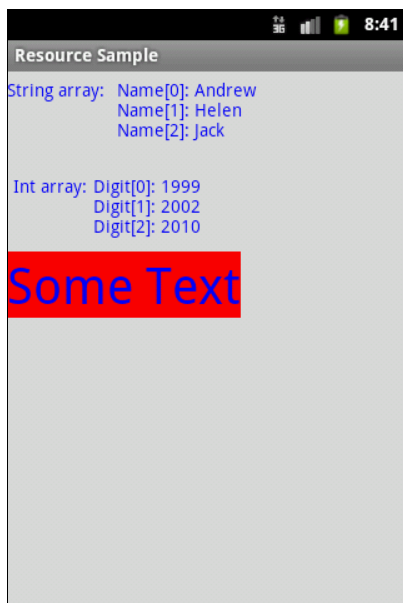 3G 8:41
Resource Sample
String array: Name[0]: Andrew
Name[1]: Helen
Name[2]: Jack
Int array: Digit[0]: 1999
Digit[1]: 2002
Digit[2]: 2010
Some Text